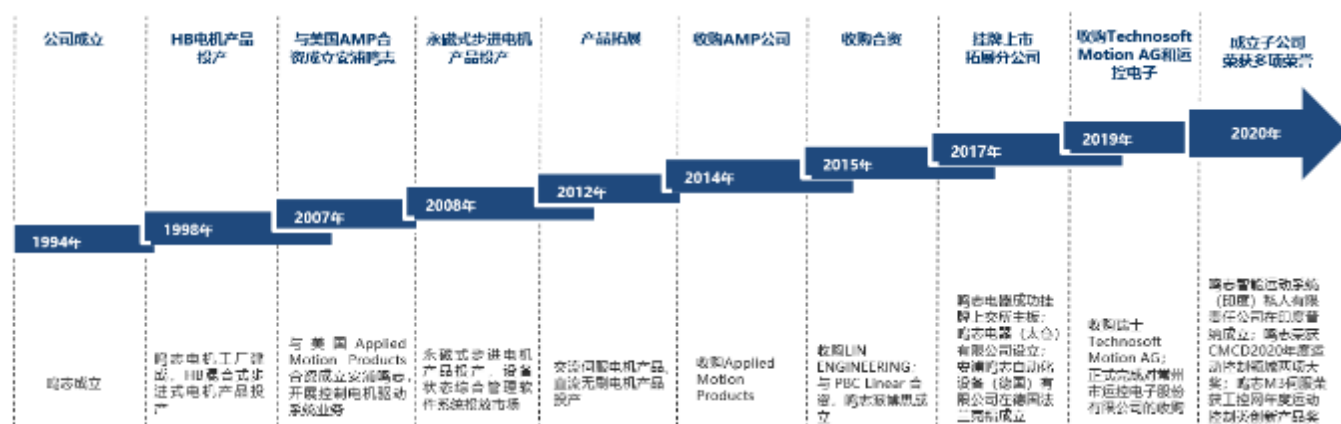 公司成立
HB电机产品
投产
与美国AMP合
资成立安浦鸣志
永磁式步进电机
产品投产
产品拓展
收购AMP公司
收购合资
挂牌上市
拓展分公司
收购Technosoft
Motion AG和运
控电子
成立子公司
荣获多项荣誉
1994年
1998年
2007年
2008年
2012年
2014年
2015年
2017年
2019年
2020年
鸣志成立
鸣志电机工厂建
成，HB混合式步
进式电机产品投
产
与美国Applied
Motion Products
合资成立安浦鸣志，
开展控制电机驱动
系统业务
永磁式步进电机
产品投产，设备
状态综合管理软
件系统投放市场
交流伺服电机产品、
直流无刷电机产品
投产
收购Applied
Motion
Products
收购LIN
ENGINEERING；
与 PBC Linear 合
资，鸣志派博思成
立
鸣志电器成功挂
牌上交所主板；
鸣志电器（太仓）
有限公司设立；
安浦鸣志自动化
设备（德国）有
限公司在德国法
兰克福成立
收购瑞士
Technosoft
Motion AG；
正式完成对常州
市运控电子股份
有限公司的收购
鸣志智能运动系统
（印度）私人有限
责任公司在印度普
纳成立；鸣志荣获
CMCD2020年度运
动控制领域两项大
奖；鸣志M3伺服荣
获工控网年度运动
控制类创新产品奖